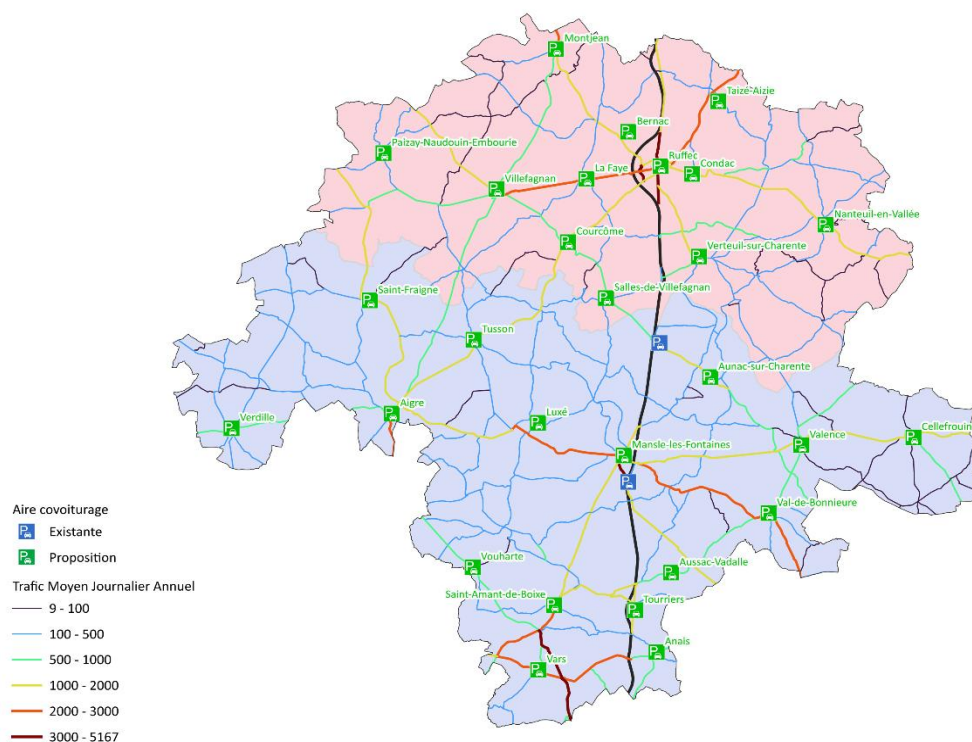 Montjean
Taizé-Aizie
Bernac
Paizay-Naudouin-Embourie
Ruffec
La Faye
Condac
Villefagnan
Nanteuil-en-Vallée
Courcôme
Verteuil-sur-Charente
Saint-Fraigne
Salles-de-Villefagnan
Tusson
Aunac-sur-Charente
Aigre
Luxé
Verdille
Cellefrouin
Valence
Mansle-les-Fontaines
Val-de-Bonnieure
Aire covoiturage
P Existante
P Proposition
Vouharte
Aussac-Vadalle
Trafic Moyen Journalier Annuel
Saint-Amant-de-Boixe
Tourriers
9 - 100
100 - 500
500 - 1000
1000 - 2000
2000 - 3000
3000 - 5167
Anais
Vars